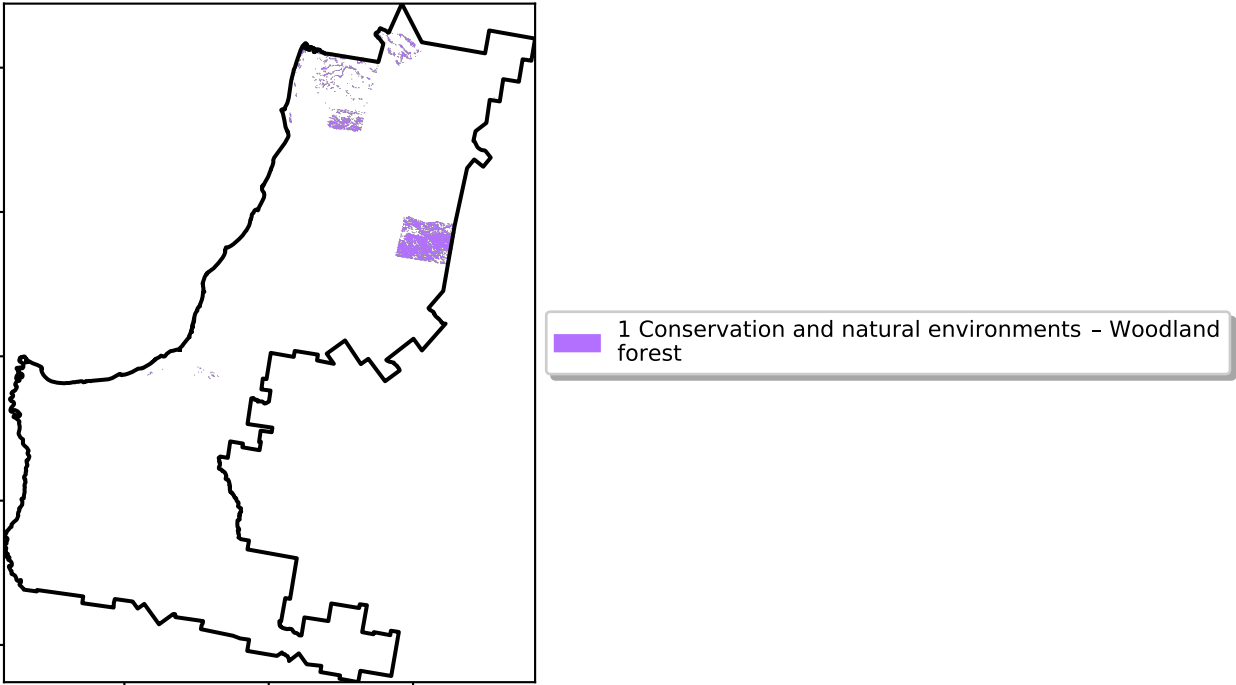 1 Conservation and natural environments – Woodland
forest